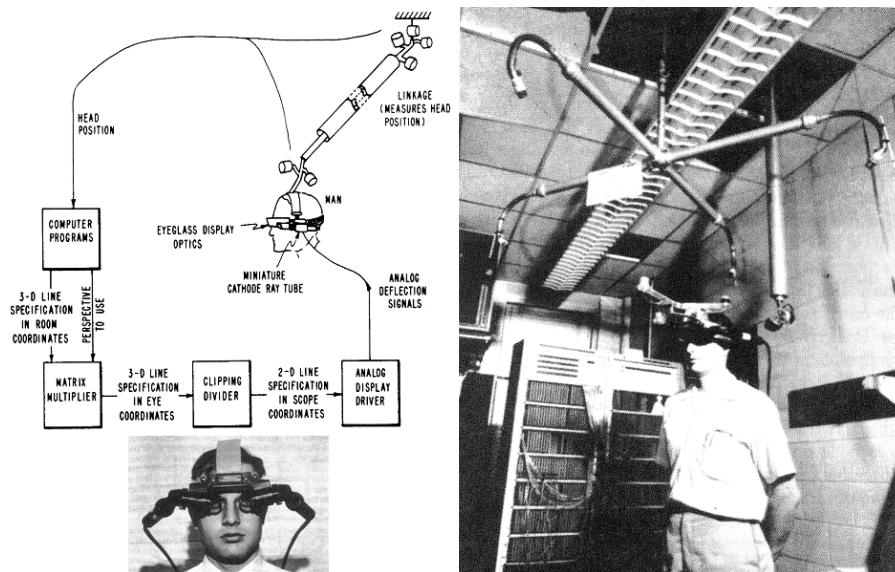 LINKAGE
(MEASURES HEAD
POSITION)
HEAD
POSITION
MAN
EYEGLASS DISPLAY
OPTICS
MINIATURE
CATHODE RAY TUBE
COMPUTER
PROGRAMS
ANALOG
DEFLECTION
SIGNALS
3-D LINE
SPECIFICATION
IN ROOM
COORDINATES
PERSPECTIVE
TO USE
MATRIX
MULTIPLIER
3-D LINE
SPECIFICATION
IN EYE
COORDINATES
CLIPPING
DIVIDER
2-D LINE
SPECIFICATION
IN SCOPE
COORDINATES
ANALOG
DISPLAY
DRIVER